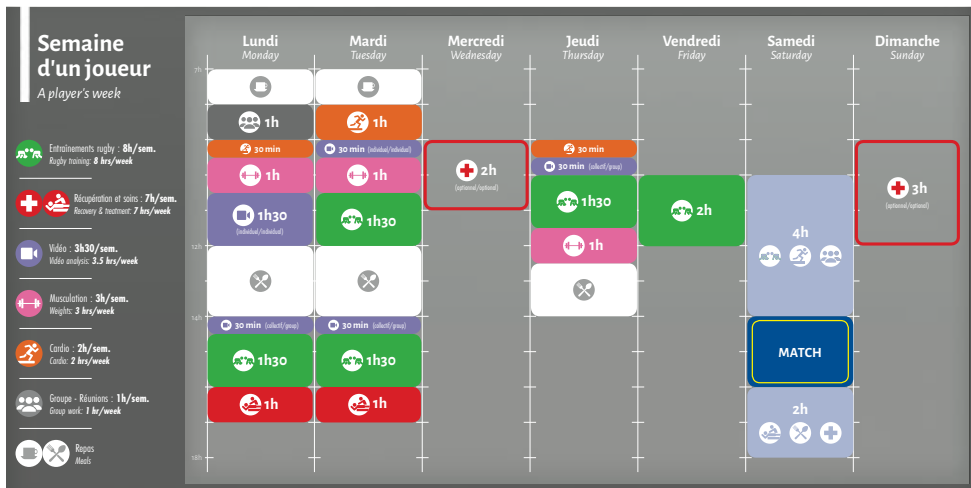 Semaine
d'un joueur
A player's week
Entraînements rugby : 8h/sem.
Rugby training: 8 hrs/week
Récupération et soins : 7h/sem.
Recovery & treatment: 7 hrs/week
Vidéo : 3h30/sem.
Vidéo analysis: 3.5 hrs/week
Musculation : 3h/sem.
Weights: 3 hrs/week
Cardio : 2h/sem.
Cardio: 2 hrs/week
Groupe - Réunions : 1h/sem.
Group work: 1 hr/week
Repas
Meals
Lundi
Monday
Mardi
Tuesday
Mercredi
Wednesday
Jeudi
Thursday
Vendredi
Friday
Samedi
Saturday
Dimanche
Sunday
7h
12h
14h
18h
1h
30 min
1h
1h30
(individual/individual)
30 min (collectif/group)
1h30
1h
1h
30 min (individual/individual)
1h
1h30
30 min (collectif/group)
1h30
1h
2h
(optionnel/optional)
30 min
30 min (collectif/group)
1h30
1h
2h
4h
MATCH
2h
3h
(optionnel/optional)